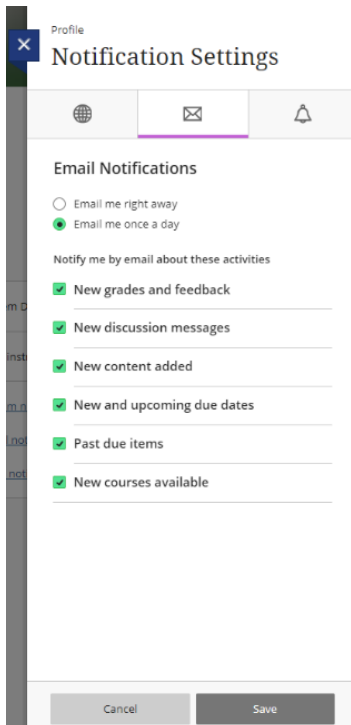 Profile
Notification Settings
Email Notifications
Email me right away
Email me once a day
Notify me by email about these activities
New grades and feedback
New discussion messages
New content added
New and upcoming due dates
Past due items
New courses available
Cancel Save